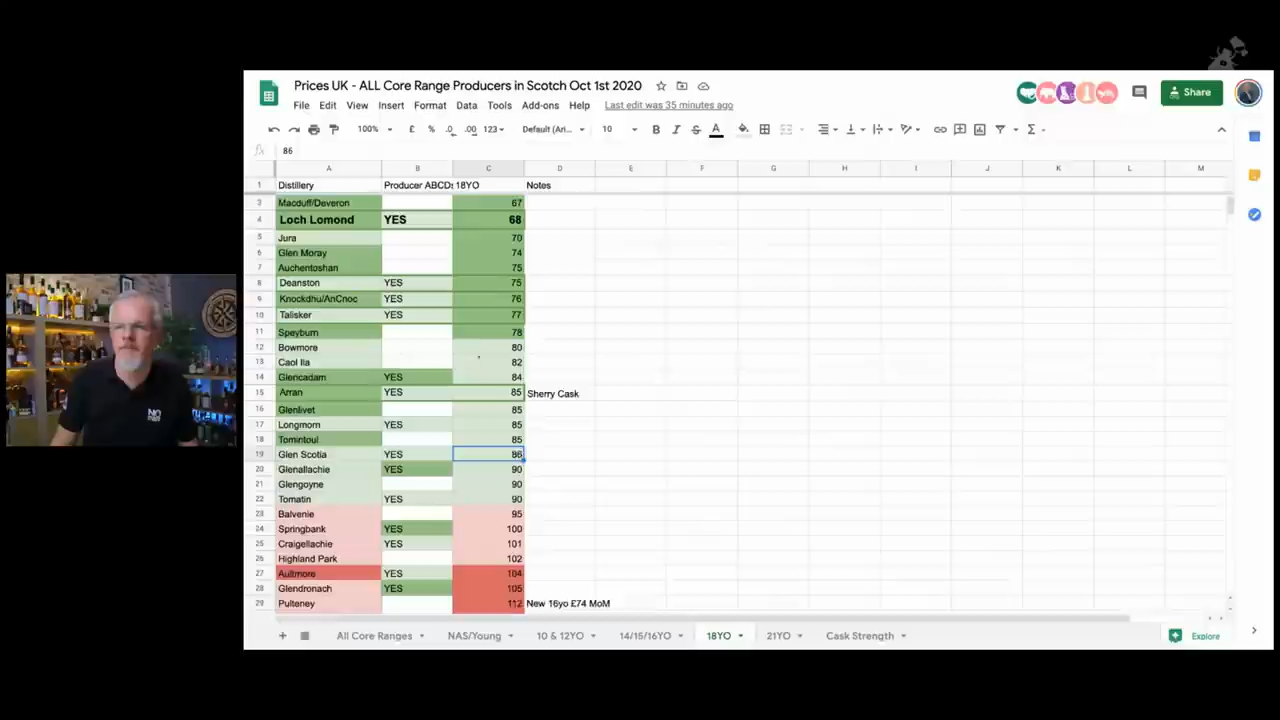 Prices UK - ALL Core Range Producers in Scotch Oct 1st 2020
File Edit View Insert Format Data Tools Add-ons Help Last edit was 35 minutes ago
Share
100% £ % .0 .00 123 Default (Ari... 10 B I S A
fx 86
A B C D E F G H I J K L M
1 Distillery Producer ABCDs 18YO Notes
3 Macduff/Deveron 67
4 Loch Lomond YES 68
5 Jura 70
6 Glen Moray 74
7 Auchentoshan 75
8 Deanston YES 75
9 Knockdhu/AnCnoc YES 76
10 Talisker YES 77
11 Speyburn 78
12 Bowmore 80
13 Caol Ila 82
14 Glencadam YES 84
15 Arran YES 85 Sherry Cask
16 Glenlivet 85
17 Longmorn YES 85
18 Tomintoul 85
19 Glen Scotia YES 86
20 Glenallachie YES 90
21 Glengoyne 90
22 Tomatin YES 90
23 Balvenie 95
24 Springbank YES 100
25 Craigellachie YES 101
26 Highland Park 102
27 Aultmore YES 104
28 Glendronach YES 105
29 Pulteney 112 New 16yo £74 MoM
All Core Ranges NAS/Young 10 & 12YO 14/15/16YO 18YO 21YO Cask Strength Explore